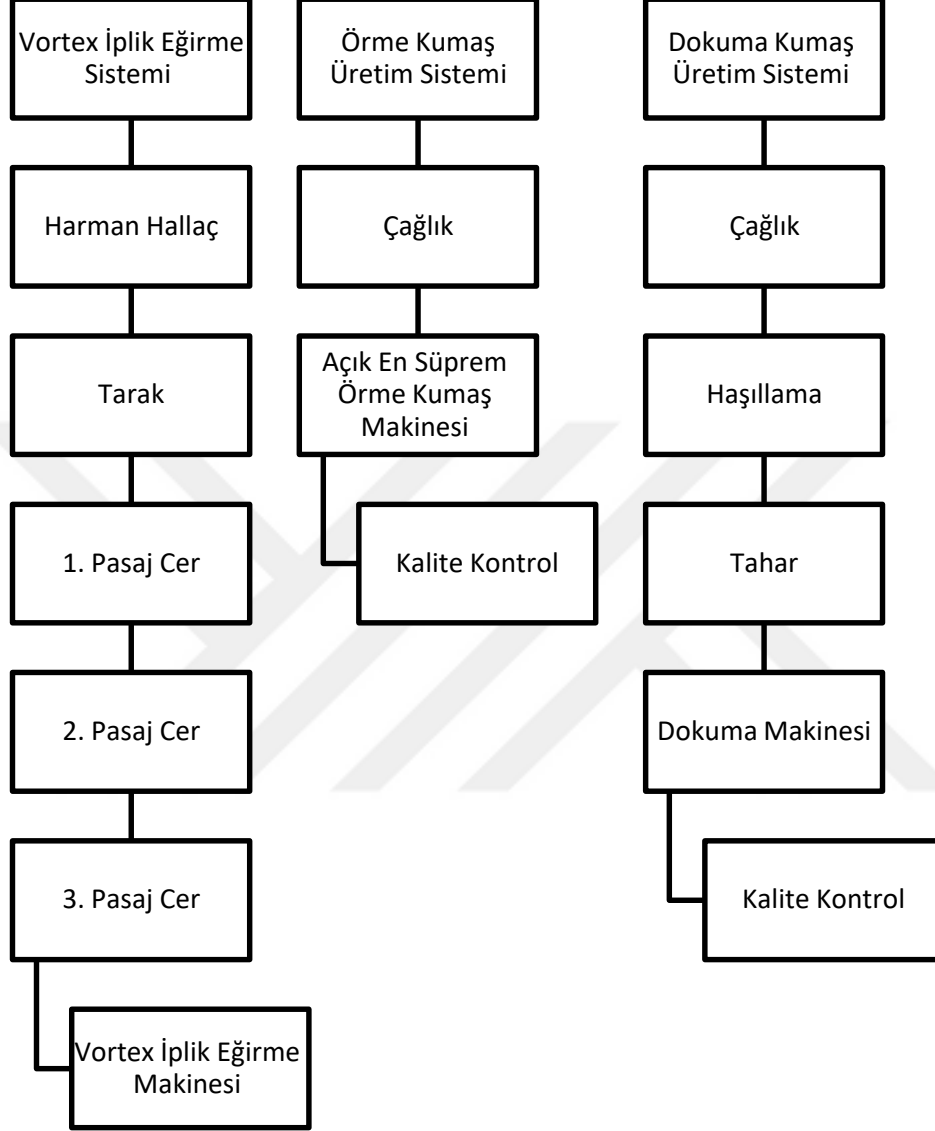 Vortex İplik Eğirme
Sistemi
Harman Hallaç
Tarak
1. Pasaj Cer
2. Pasaj Cer
3. Pasaj Cer
Vortex İplik Eğirme
Makinesi
Örme Kumaş
Üretim Sistemi
Çağlık
Açık En Süprem
Örme Kumaş
Makinesi
Kalite Kontrol
Dokuma Kumaş
Üretim Sistemi
Çağlık
Haşıllama
Tahar
Dokuma Makinesi
Kalite Kontrol